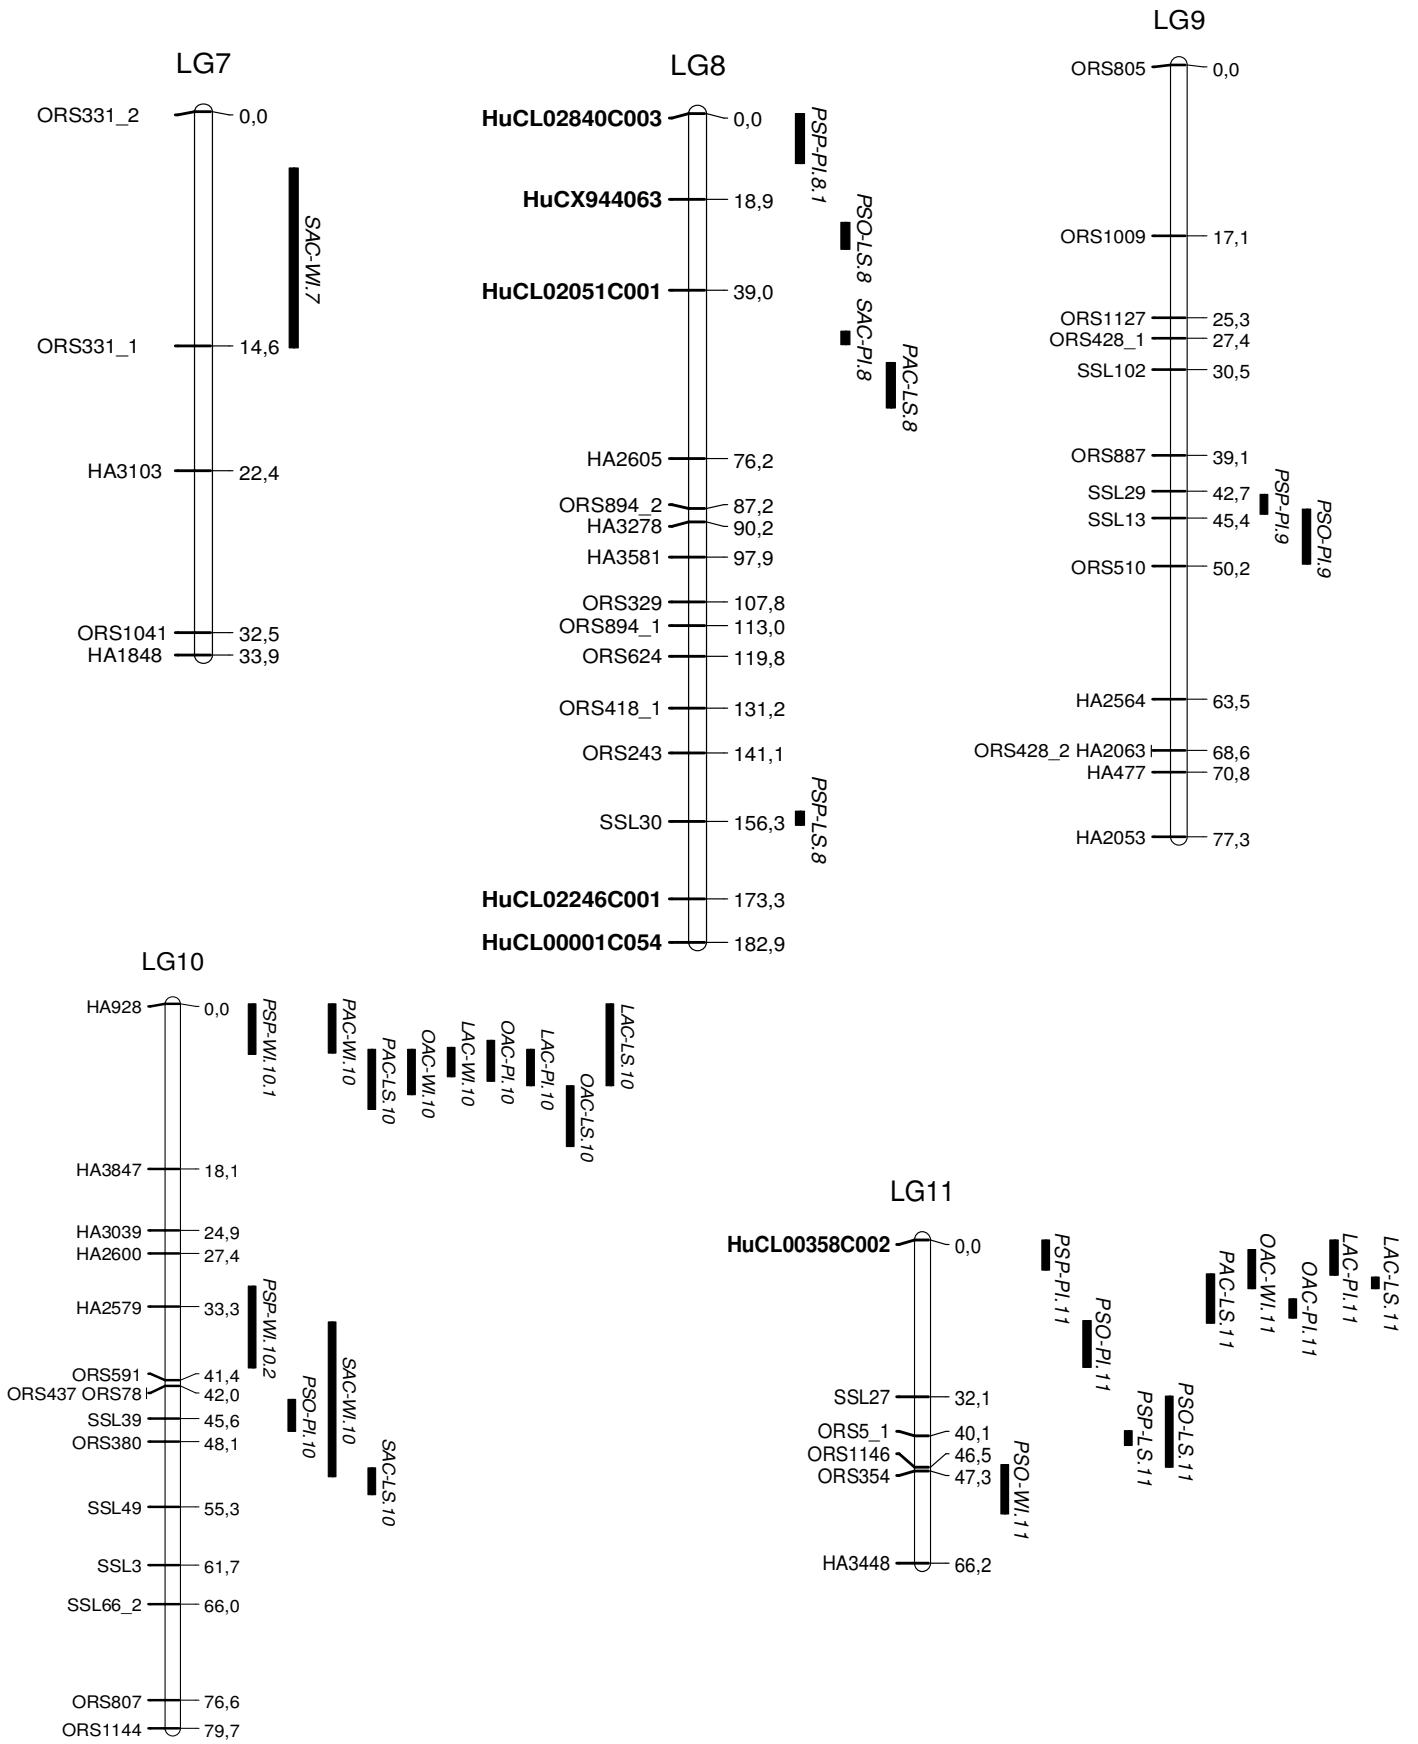 LG7
ORS331_2 0,0
ORS331_1 14,6
HA3103 22,4
ORS1041 32,5
HA1848 33,9
SAC-WI.7
LG8
HuCL02840C003 0,0
HuCX944063 18,9
HuCL02051C001 39,0
HA2605 76,2
ORS894_2 87,2
HA3278 90,2
HA3581 97,9
ORS329 107,8
ORS894_1 113,0
ORS624 119,8
ORS418_1 131,2
ORS243 141,1
SSL30 156,3
HuCL02246C001 173,3
HuCL00001C054 182,9
PSP-PI.8.1
PSO-LS.8
SAC-PI.8
PAC-LS.8
PSP-LS.8
LG9
ORS805 0,0
ORS1009 17,1
ORS1127 25,3
ORS428_1 27,4
SSL102 30,5
ORS887 39,1
SSL29 42,7
SSL13 45,4
ORS510 50,2
HA2564 63,5
ORS428_2 HA2063 68,6
HA477 70,8
HA2053 77,3
PSP-PI.9
PSO-PI.9
LG10
HA928 0,0
HA3847 18,1
HA3039 24,9
HA2600 27,4
HA2579 33,3
ORS591 41,4
ORS437 ORS78 42,0
SSL39 45,6
ORS380 48,1
SSL49 55,3
SSL3 61,7
SSL66_2 66,0
ORS807 76,6
ORS1144 79,7
PSP-WI.10.1
PAC-WI.10
PAC-LS.10
OAC-WI.10
LAC-WI.10
OAC-PI.10
LAC-PI.10
OAC-LS.10
LAC-LS.10
PSP-WI.10.2
PSO-PI.10
SAC-WI.10
SAC-LS.10
LG11
HuCL00358C002 0,0
SSL27 32,1
ORS5_1 40,1
ORS1146 46,5
ORS354 47,3
HA3448 66,2
PSO-WI.11
PSP-PI.11
PSO-PI.11
PSP-LS.11
PSO-LS.11
PAC-LS.11
OAC-WI.11
OAC-PI.11
LAC-PI.11
LAC-LS.11